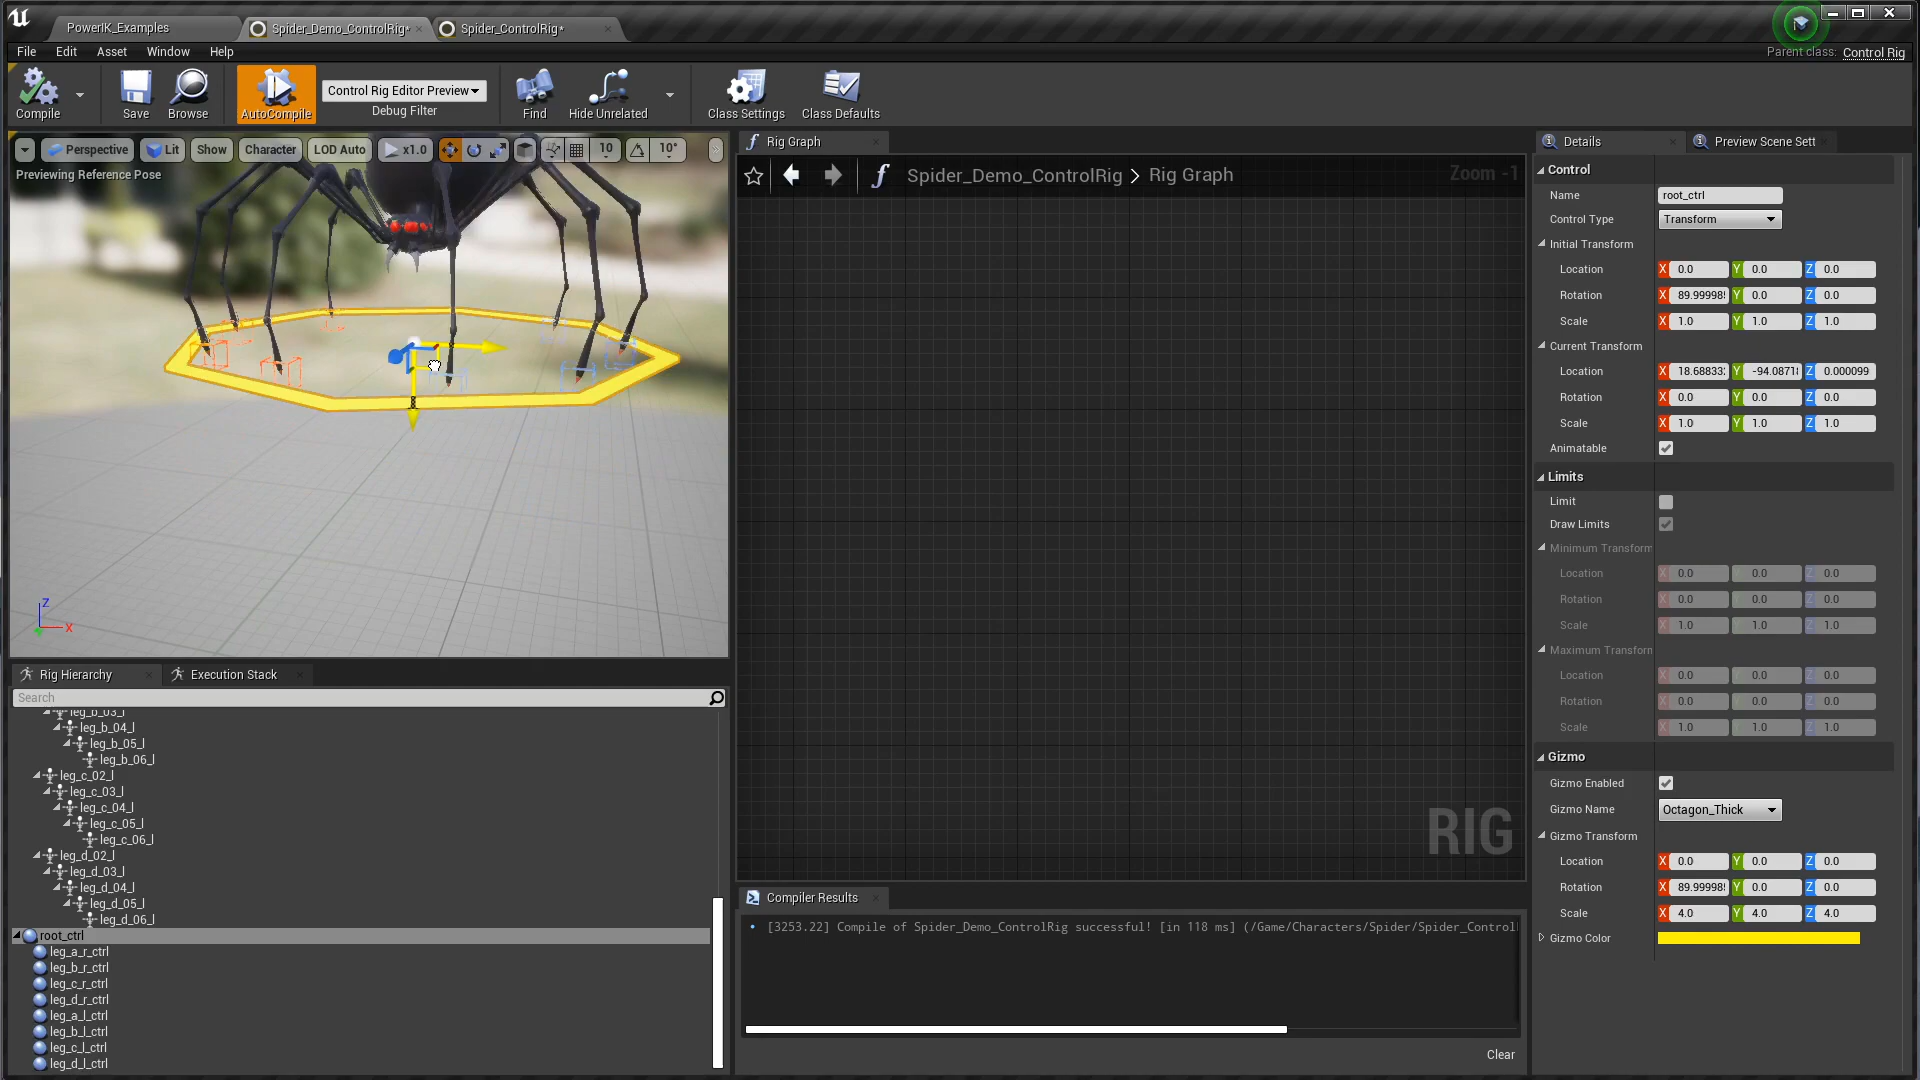 PowerIK_Examples
Spider_Demo_ControlRig*
Spider_ControlRig*
File Edit Asset Window Help
Parent class: Control Rig
Compile
Save
Browse
AutoCompile
Control Rig Editor Preview
Debug Filter
Find
Hide Unrelated
Class Settings
Class Defaults
Perspective
Lit
Show
Character
LOD Auto
x1.0
10
10°
Previewing Reference Pose
Z
X
Rig Graph
Spider_Demo_ControlRig > Rig Graph
Zoom -1
RIG
Rig Hierarchy
Execution Stack
Search
leg_b_03_l
leg_b_04_l
leg_b_05_l
leg_b_06_l
leg_c_02_l
leg_c_03_l
leg_c_04_l
leg_c_05_l
leg_c_06_l
leg_d_02_l
leg_d_03_l
leg_d_04_l
leg_d_05_l
leg_d_06_l
root_ctrl
leg_a_r_ctrl
leg_b_r_ctrl
leg_c_r_ctrl
leg_d_r_ctrl
leg_a_l_ctrl
leg_b_l_ctrl
leg_c_l_ctrl
leg_d_l_ctrl
Compiler Results
[3253.22] Compile of Spider_Demo_ControlRig successful! [in 118 ms] (/Game/Characters/Spider/Spider_Control
Clear
Details
Preview Scene Sett
Control
Name root_ctrl
Control Type Transform
Initial Transform
Location X 0.0 Y 0.0 Z 0.0
Rotation X 89.99998 Y 0.0 Z 0.0
Scale X 1.0 Y 1.0 Z 1.0
Current Transform
Location X 18.68833 Y -94.0871 Z 0.000099
Rotation X 0.0 Y 0.0 Z 0.0
Scale X 1.0 Y 1.0 Z 1.0
Animatable
Limits
Limit
Draw Limits
Minimum Transform
Location X 0.0 Y 0.0 Z 0.0
Rotation X 0.0 Y 0.0 Z 0.0
Scale X 1.0 Y 1.0 Z 1.0
Maximum Transform
Location X 0.0 Y 0.0 Z 0.0
Rotation X 0.0 Y 0.0 Z 0.0
Scale X 1.0 Y 1.0 Z 1.0
Gizmo
Gizmo Enabled
Gizmo Name Octagon_Thick
Gizmo Transform
Location X 0.0 Y 0.0 Z 0.0
Rotation X 89.99998 Y 0.0 Z 0.0
Scale X 4.0 Y 4.0 Z 4.0
Gizmo Color